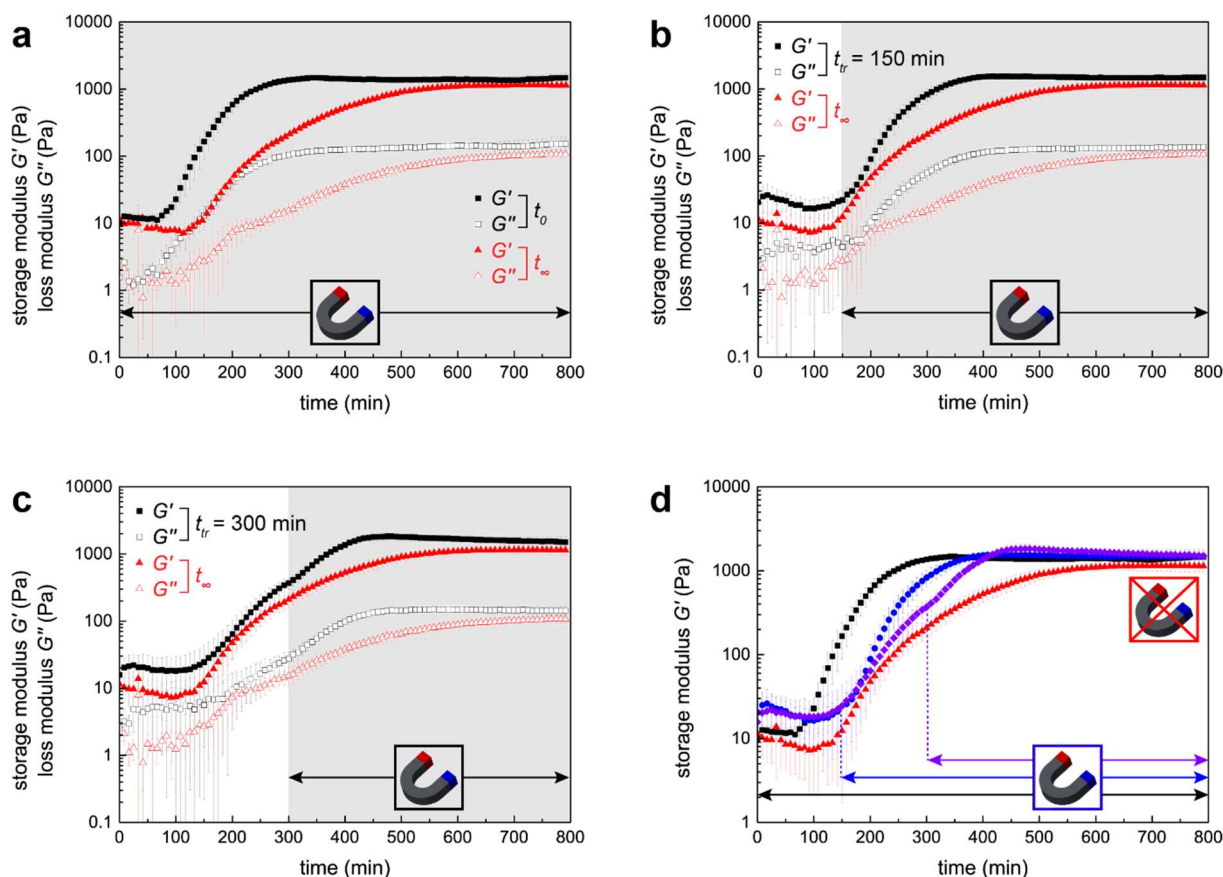 a
10000
1000
100
10
1
0.1
storage modulus G' (Pa)
loss modulus G'' (Pa)
G'
G''
t0
G'
G''
t∞
0 100 200 300 400 500 600 700 800
time (min)
b
10000
1000
100
10
1
0.1
storage modulus G' (Pa)
loss modulus G'' (Pa)
G'
G''
ttr = 150 min
G'
G''
t∞
0 100 200 300 400 500 600 700 800
time (min)
c
10000
1000
100
10
1
0.1
storage modulus G' (Pa)
loss modulus G'' (Pa)
G'
G''
ttr = 300 min
G'
G''
t∞
0 100 200 300 400 500 600 700 800
time (min)
d
10000
1000
100
10
1
storage modulus G' (Pa)
0 100 200 300 400 500 600 700 800
time (min)